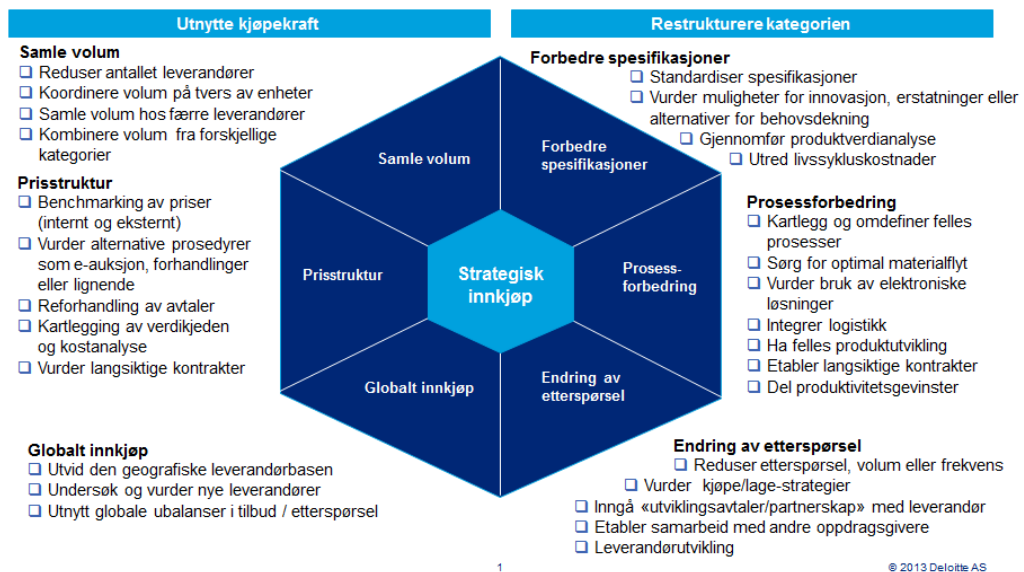 Utnytte kjøpekraft
Restrukturere kategorien
Samle volum
Reduser antallet leverandører
Koordinere volum på tvers av enheter
Samle volum hos færre leverandører
Kombinere volum fra forskjellige
kategorier
Prisstruktur
Benchmarking av priser
(internt og eksternt)
Vurder alternative prosedyrer
som e-auksjon, forhandlinger
eller lignende
Reforhandling av avtaler
Kartlegging av verdikjeden
og kostanalyse
Vurder langsiktige kontrakter
Globalt innkjøp
Utvid den geografiske leverandørbasen
Undersøk og vurder nye leverandører
Utnytt globale ubalanser i tilbud / etterspørsel
Samle volum
Forbedre
spesifikasjoner
Prisstruktur
Strategisk
innkjøp
Prosess-
forbedring
Globalt innkjøp
Endring av
etterspørsel
Forbedre spesifikasjoner
Standardiser spesifikasjoner
Vurder muligheter for innovasjon, erstatninger eller
alternativer for behovsdekning
Gjennomfør produktverdianalyse
Utred livssykluskostnader
Prosessforbedring
Kartlegg og omdefiner felles
prosesser
Sørg for optimal materialflyt
Vurder bruk av elektroniske
løsninger
Integrer logistikk
Ha felles produktutvikling
Etabler langsiktige kontrakter
Del produktivitetsgevinster
Endring av etterspørsel
Reduser etterspørsel, volum eller frekvens
Vurder kjøpe/lage-strategier
Inngå «utviklingsavtaler/partnerskap» med leverandør
Etabler samarbeid med andre oppdragsgivere
Leverandørutvikling
1
© 2013 Deloitte AS